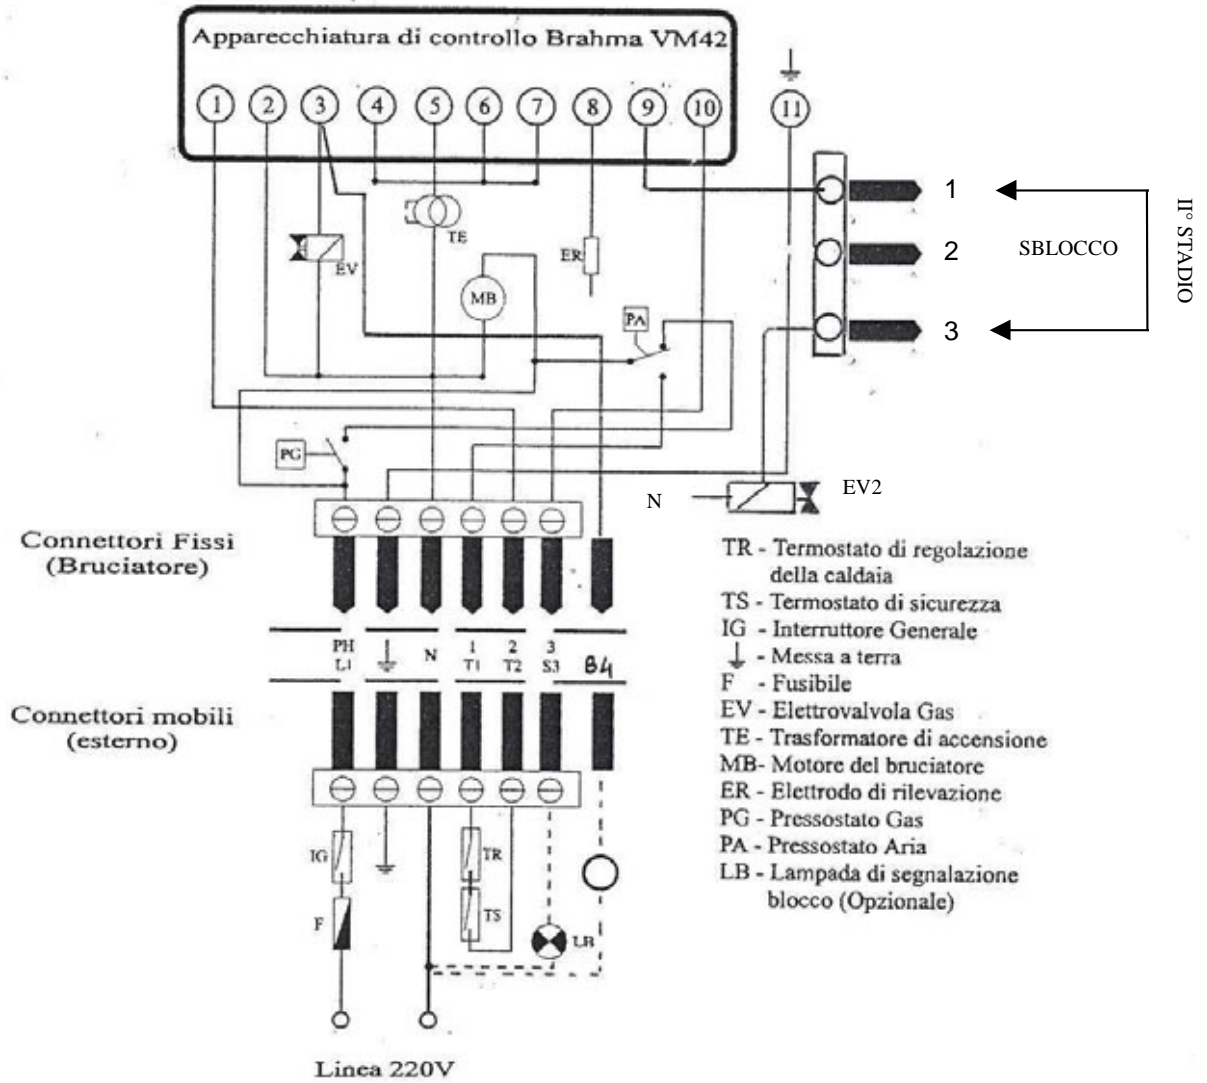 Apparecchiatura di controllo Brahma VM42
1 2 3 4 5 6 7 8 9 10 11
TE
EV
ER
MB
PA
PG
1
2
3
SBLOCCO
II° STADIO
N
EV2
Connettori Fissi
(Bruciatore)
PH
L1
N
1
T1
2
T2
3
S3
B4
Connettori mobili
(esterno)
IG
F
TR
TS
LB
Linea 220V
TR - Termostato di regolazione
della caldaia
TS - Termostato di sicurezza
IG - Interruttore Generale
- Messa a terra
F - Fusibile
EV - Elettrovalvola Gas
TE - Trasformatore di accensione
MB- Motore del bruciatore
ER - Elettrodo di rilevazione
PG - Pressostato Gas
PA - Pressostato Aria
LB - Lampada di segnalazione
blocco (Opzionale)